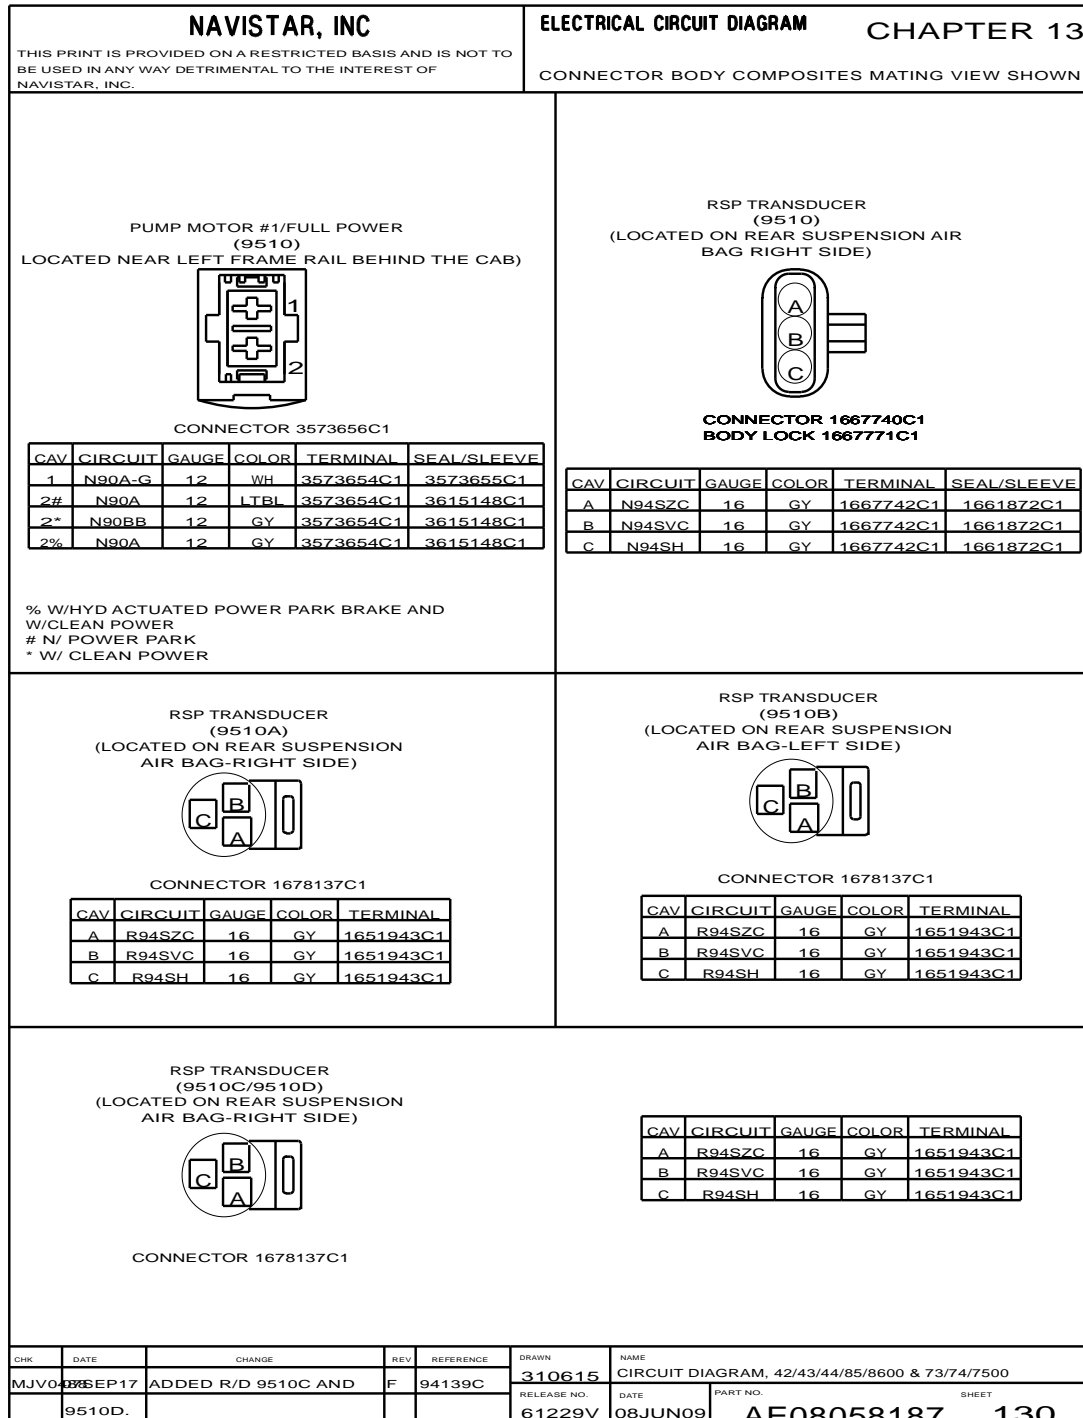 NAVISTAR, INC
THIS PRINT IS PROVIDED ON A RESTRICTED BASIS AND IS NOT TO
BE USED IN ANY WAY DETRIMENTAL TO THE INTEREST OF
NAVISTAR, INC.
ELECTRICAL CIRCUIT DIAGRAM
CHAPTER 13
CONNECTOR BODY COMPOSITES MATING VIEW SHOWN
PUMP MOTOR #1/FULL POWER
(9510)
LOCATED NEAR LEFT FRAME RAIL BEHIND THE CAB)
1
2
CONNECTOR 3573656C1
CAV CIRCUIT GAUGE COLOR TERMINAL SEAL/SLEEVE
1 N90A-G 12 WH 3573654C1 3573655C1
2# N90A 12 LTBL 3573654C1 3615148C1
2* N90BB 12 GY 3573654C1 3615148C1
2% N90A 12 GY 3573654C1 3615148C1
% W/HYD ACTUATED POWER PARK BRAKE AND
W/CLEAN POWER
# N/ POWER PARK
* W/ CLEAN POWER
RSP TRANSDUCER
(9510)
(LOCATED ON REAR SUSPENSION AIR
BAG RIGHT SIDE)
A
B
C
CONNECTOR 1667740C1
BODY LOCK 1667771C1
CAV CIRCUIT GAUGE COLOR TERMINAL SEAL/SLEEVE
A N94SZC 16 GY 1667742C1 1661872C1
B N94SVC 16 GY 1667742C1 1661872C1
C N94SH 16 GY 1667742C1 1661872C1
RSP TRANSDUCER
(9510A)
(LOCATED ON REAR SUSPENSION
AIR BAG-RIGHT SIDE)
B
C
A
CONNECTOR 1678137C1
CAV CIRCUIT GAUGE COLOR TERMINAL
A R94SZC 16 GY 1651943C1
B R94SVC 16 GY 1651943C1
C R94SH 16 GY 1651943C1
RSP TRANSDUCER
(9510B)
(LOCATED ON REAR SUSPENSION
AIR BAG-LEFT SIDE)
B
C
A
CONNECTOR 1678137C1
CAV CIRCUIT GAUGE COLOR TERMINAL
A R94SZC 16 GY 1651943C1
B R94SVC 16 GY 1651943C1
C R94SH 16 GY 1651943C1
RSP TRANSDUCER
(9510C/9510D)
(LOCATED ON REAR SUSPENSION
AIR BAG-RIGHT SIDE)
B
C
A
CONNECTOR 1678137C1
CAV CIRCUIT GAUGE COLOR TERMINAL
A R94SZC 16 GY 1651943C1
B R94SVC 16 GY 1651943C1
C R94SH 16 GY 1651943C1
CHK DATE CHANGE REV REFERENCE
ADDED R/D 9510C AND F 94139C
9510D.
DRAWN
310615
NAME
CIRCUIT DIAGRAM, 42/43/44/85/8600 & 73/74/7500
RELEASE NO.
61229V
DATE
08JUN09
PART NO.
AE08058187
SHEET
130